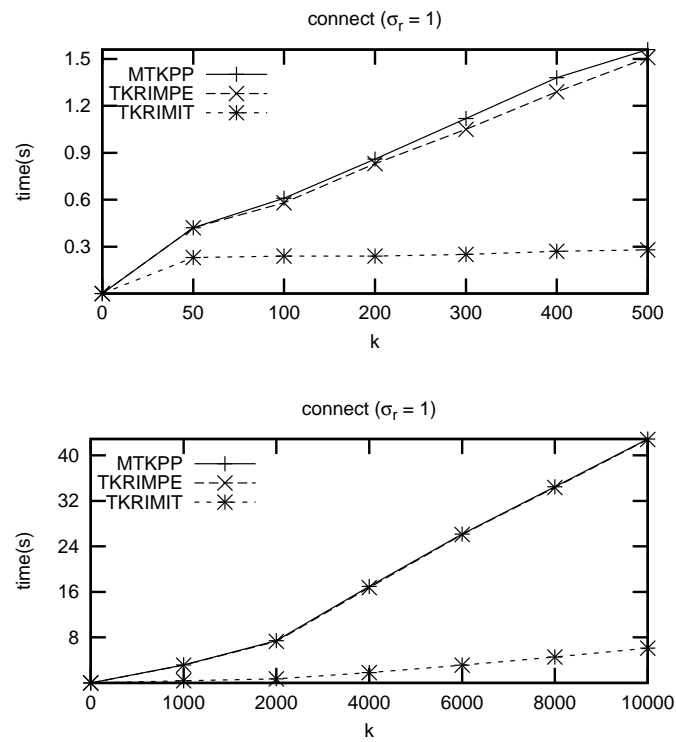 connect (σr = 1)
1.5
1.2
0.9
0.6
0.3
time(s)
MTKPP
TKRIMPE
TKRIMIT
0 50 100 200 300 400 500
k
connect (σr = 1)
40
32
24
16
8
time(s)
MTKPP
TKRIMPE
TKRIMIT
0 1000 2000 4000 6000 8000 10000
k